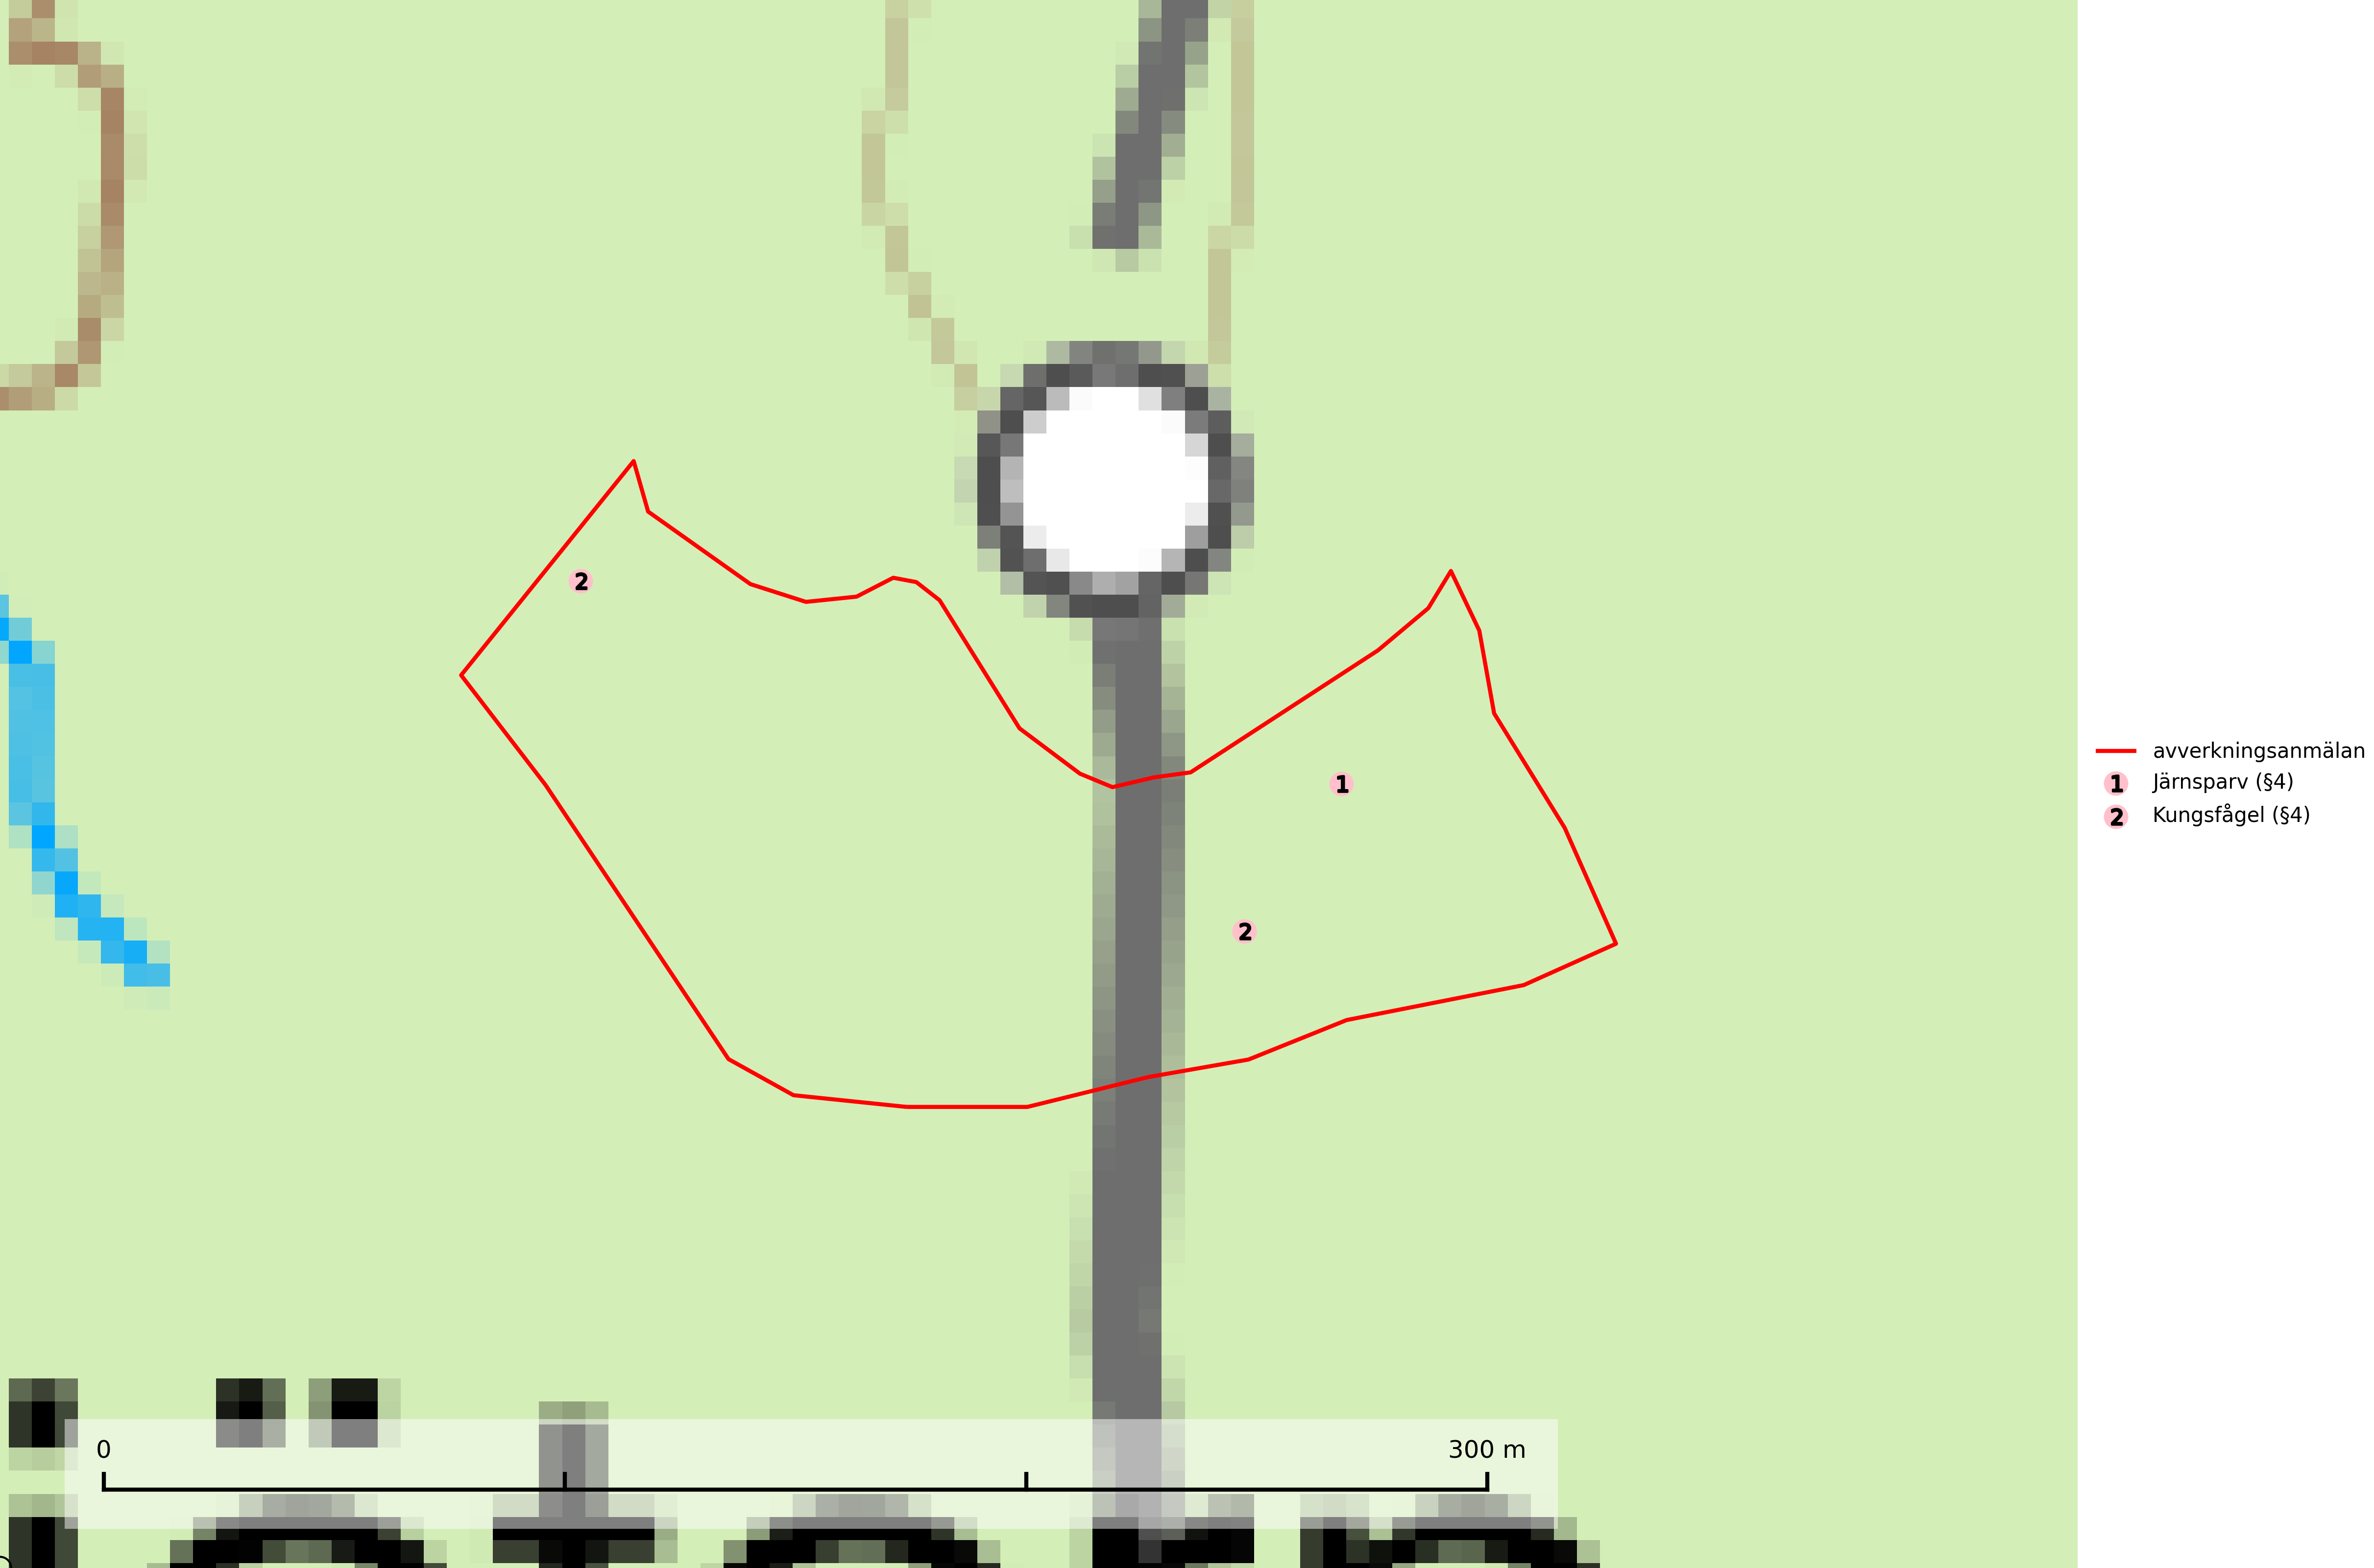 2
1
2
avverkningsanmälan
1 Järnsparv (§4)
2 Kungsfågel (§4)
0 300 m